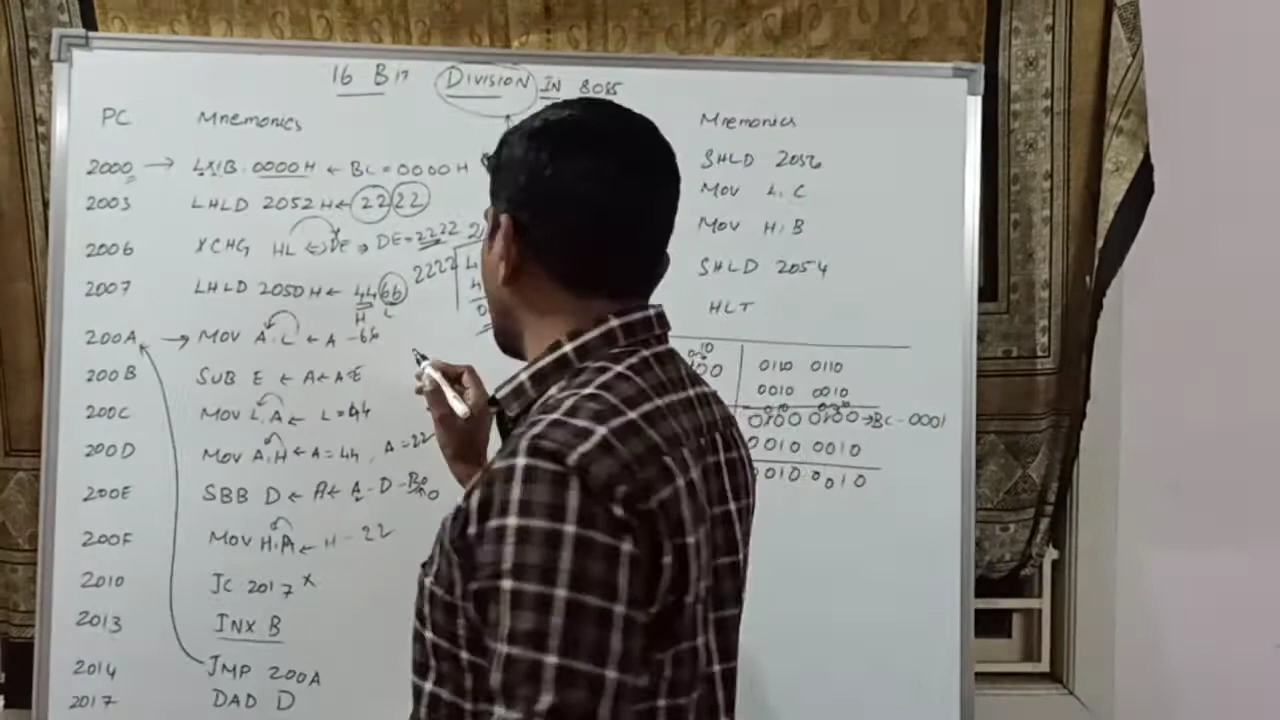 16 BIT DIVISION IN 8085
PC Mnemonics
2000 → LXIB, 0000H ← BC = 0000H
2003 LHLD 2052H ← 22 22
2006 XCHG HL ↔ DE ⇒ DE = 2222
2222
2007 LHLD 2050H ← 44 66
H L
200A → MOV A, L ← A - 66
200B SUB E ← A ← A-E
200C MOV L, A ← L = 44
200D MOV A, H ← A = 44, A = 22
200E SBB D ← A ← A - D - B
200F MOV H, A ← H - 22
2010 JC 2017 x
2013 INX B
2014 JMP 200A
2017 DAD D
Mnemonics
SHLD 2056
MOV L, C
MOV H, B
SHLD 2054
HLT
0110 0110
0010 0010
0100 0100 → BC - 0001
0010 0010
0010 0010